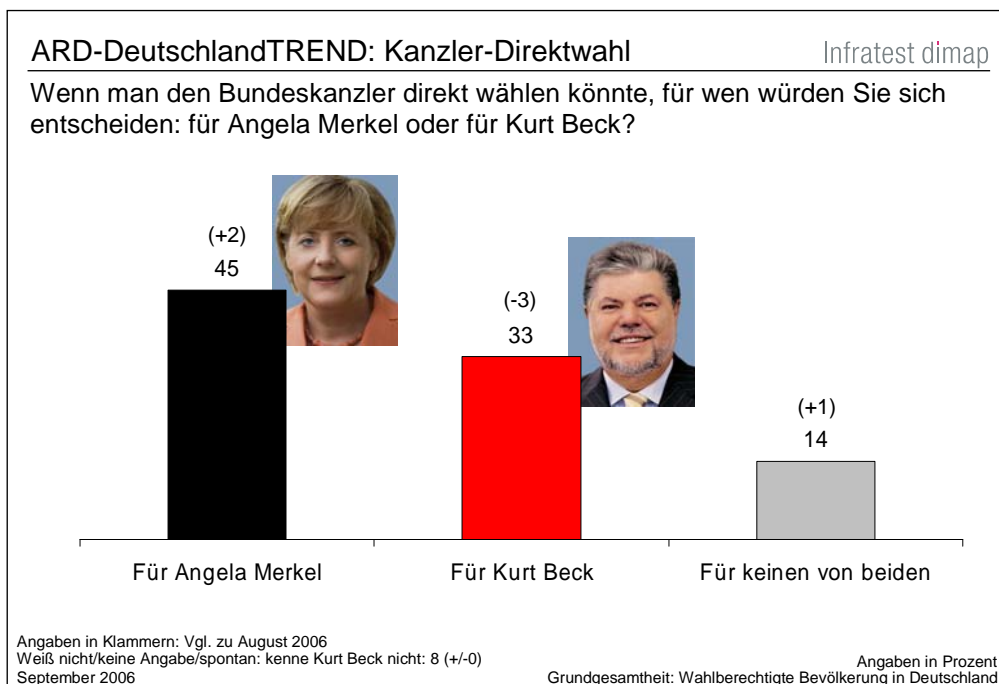 ARD-DeutschlandTREND: Kanzler-Direktwahl
Infratest dimap
Wenn man den Bundeskanzler direkt wählen könnte, für wen würden Sie sich
entscheiden: für Angela Merkel oder für Kurt Beck?
(+2)
45
(-3)
33
(+1)
14
Für Angela Merkel
Für Kurt Beck
Für keinen von beiden
Angaben in Klammern: Vgl. zu August 2006
Weiß nicht/keine Angabe/spontan: kenne Kurt Beck nicht: 8 (+/-0)
September 2006
Angaben in Prozent
Grundgesamtheit: Wahlberechtigte Bevölkerung in Deutschland